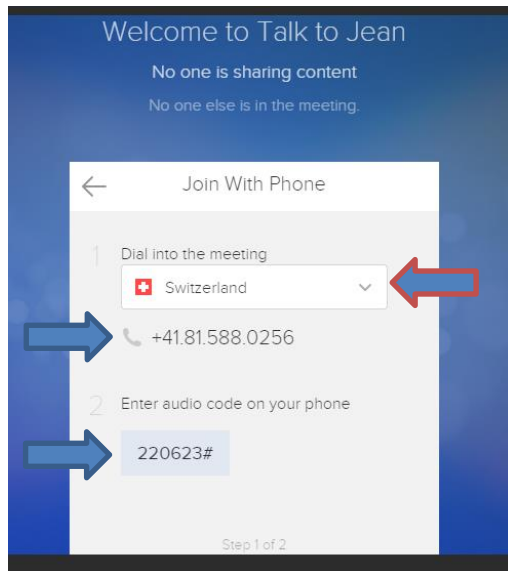 Welcome to Talk to Jean
No one is sharing content
No one else is in the meeting.
Join With Phone
1 Dial into the meeting
Switzerland
+41.81.588.0256
2 Enter audio code on your phone
220623#
Step 1 of 2